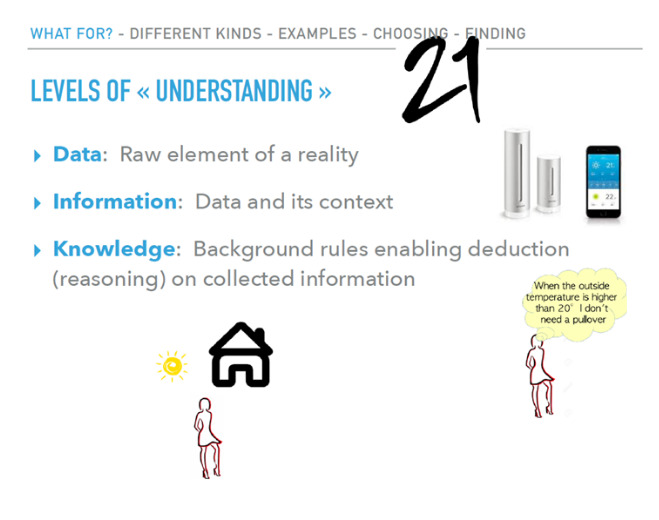 WHAT FOR? - DIFFERENT KINDS - EXAMPLES - CHOOSING - FINDING
21
LEVELS OF « UNDERSTANDING »
▸ Data: Raw element of a reality
▸ Information: Data and its context
▸ Knowledge: Background rules enabling deduction
(reasoning) on collected information
21
22
When the outside
temperature is higher
than 20° I don't
need a pullover